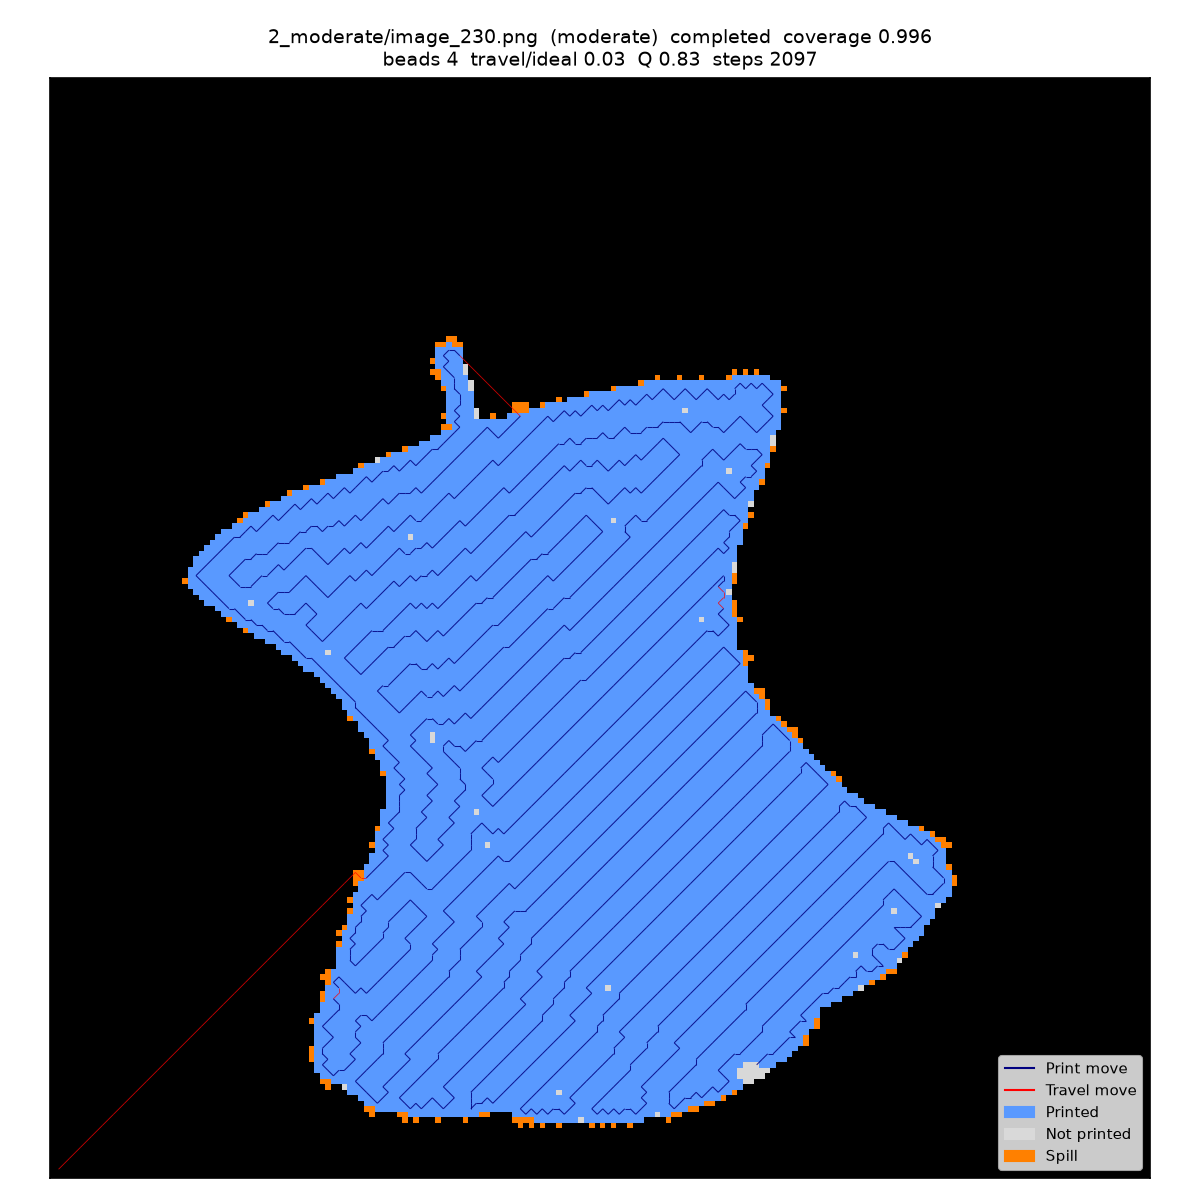 2_moderate/image_230.png  (moderate)  completed  coverage 0.996
beads 4  travel/ideal 0.03  Q 0.83  steps 2097
Print move
Travel move
Printed
Not printed
Spill